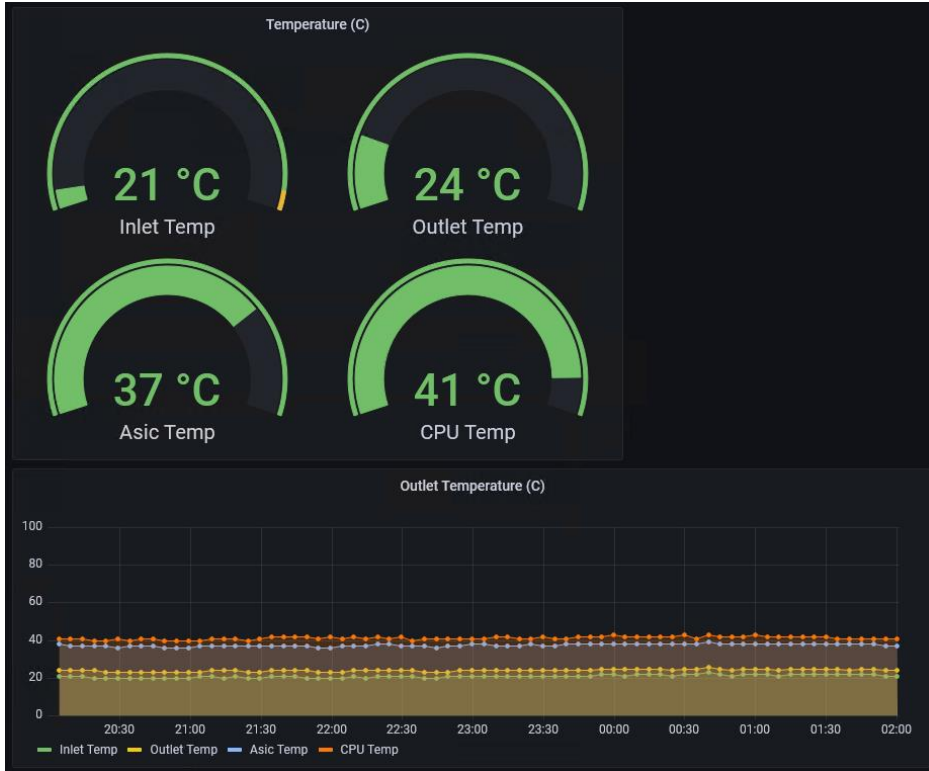 Temperature (C)
21 °C
Inlet Temp
24 °C
Outlet Temp
37 °C
Asic Temp
41 °C
CPU Temp
Outlet Temperature (C)
100
80
60
40
20
0
20:30 21:00 21:30 22:00 22:30 23:00 23:30 00:00 00:30 01:00 01:30 02:00
Inlet Temp Outlet Temp Asic Temp CPU Temp